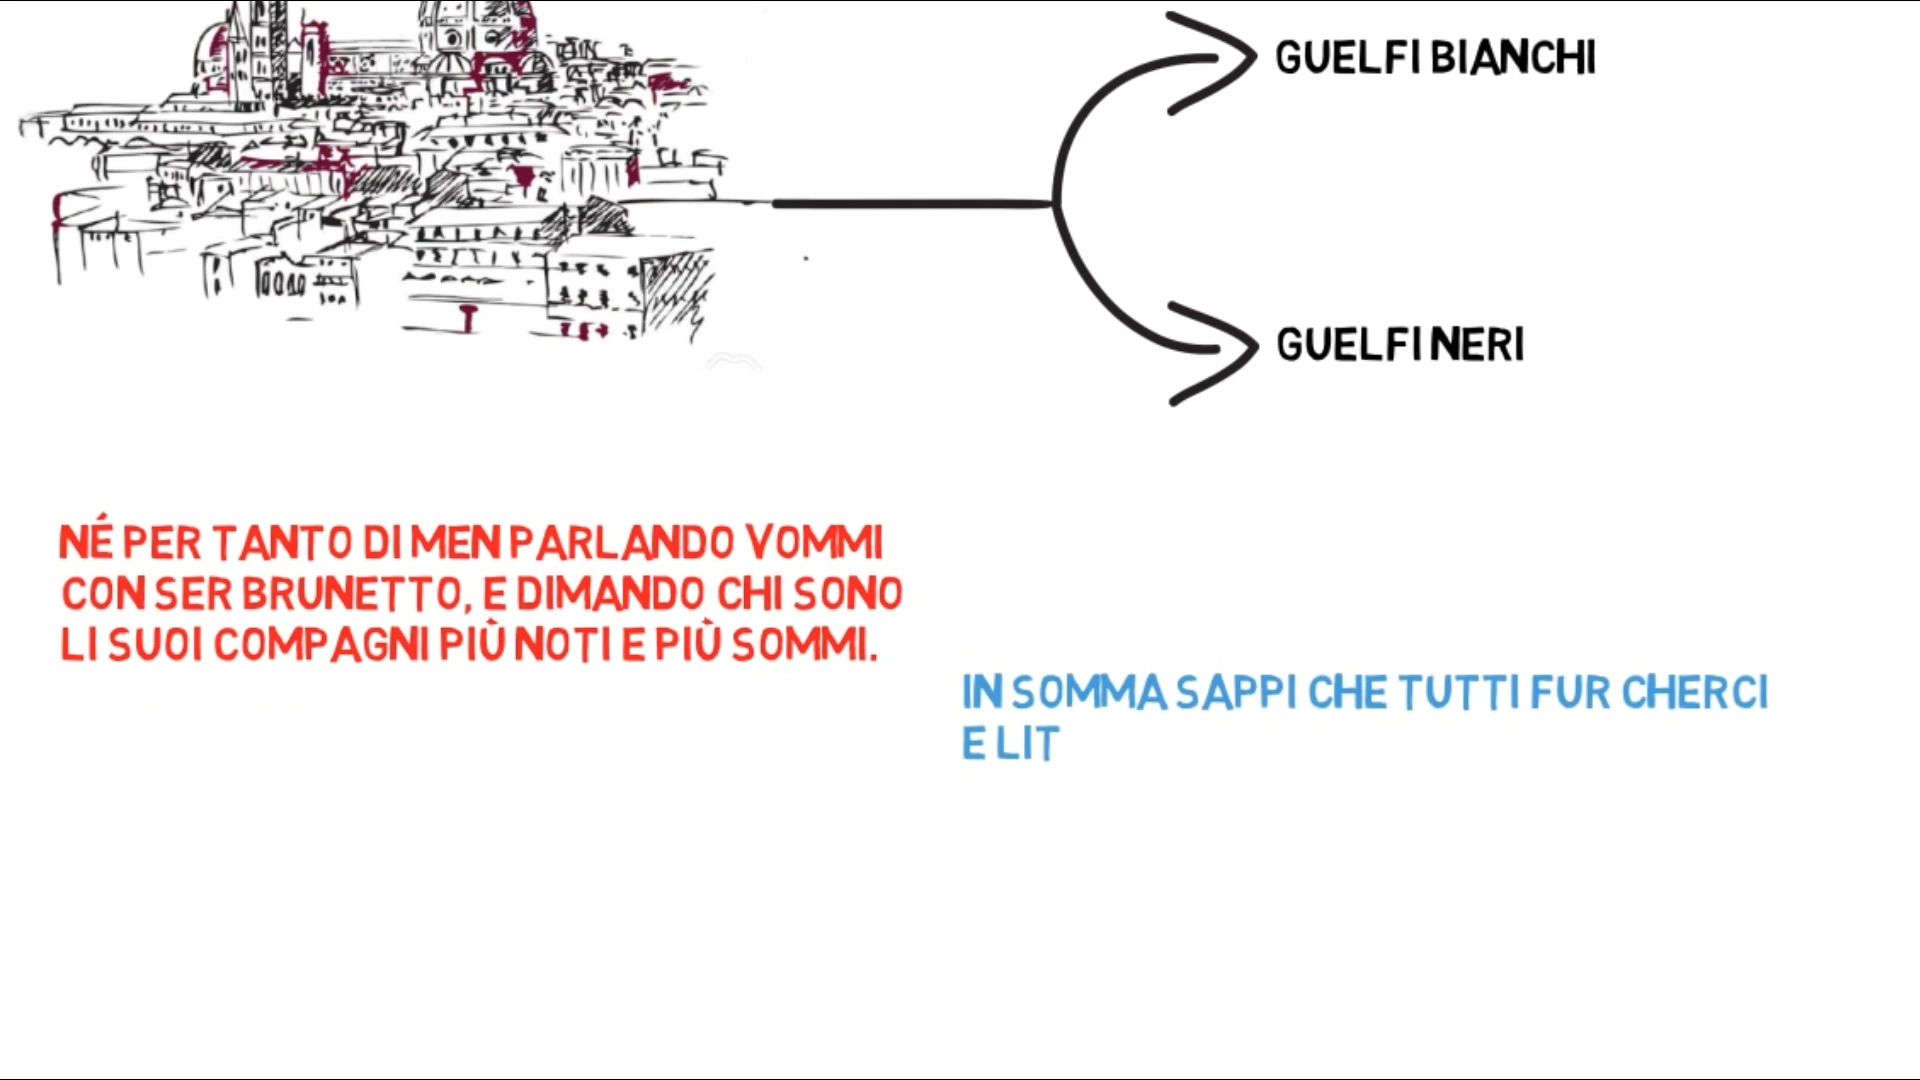 GUELFI BIANCHI
GUELFI NERI
NÉ PER TANTO DI MEN PARLANDO VOMMI
CON SER BRUNETTO, E DIMANDO CHI SONO
LI SUOI COMPAGNI PIÙ NOTI E PIÙ SOMMI.
IN SOMMA SAPPI CHE TUTTI FUR CHERCI
E LIT